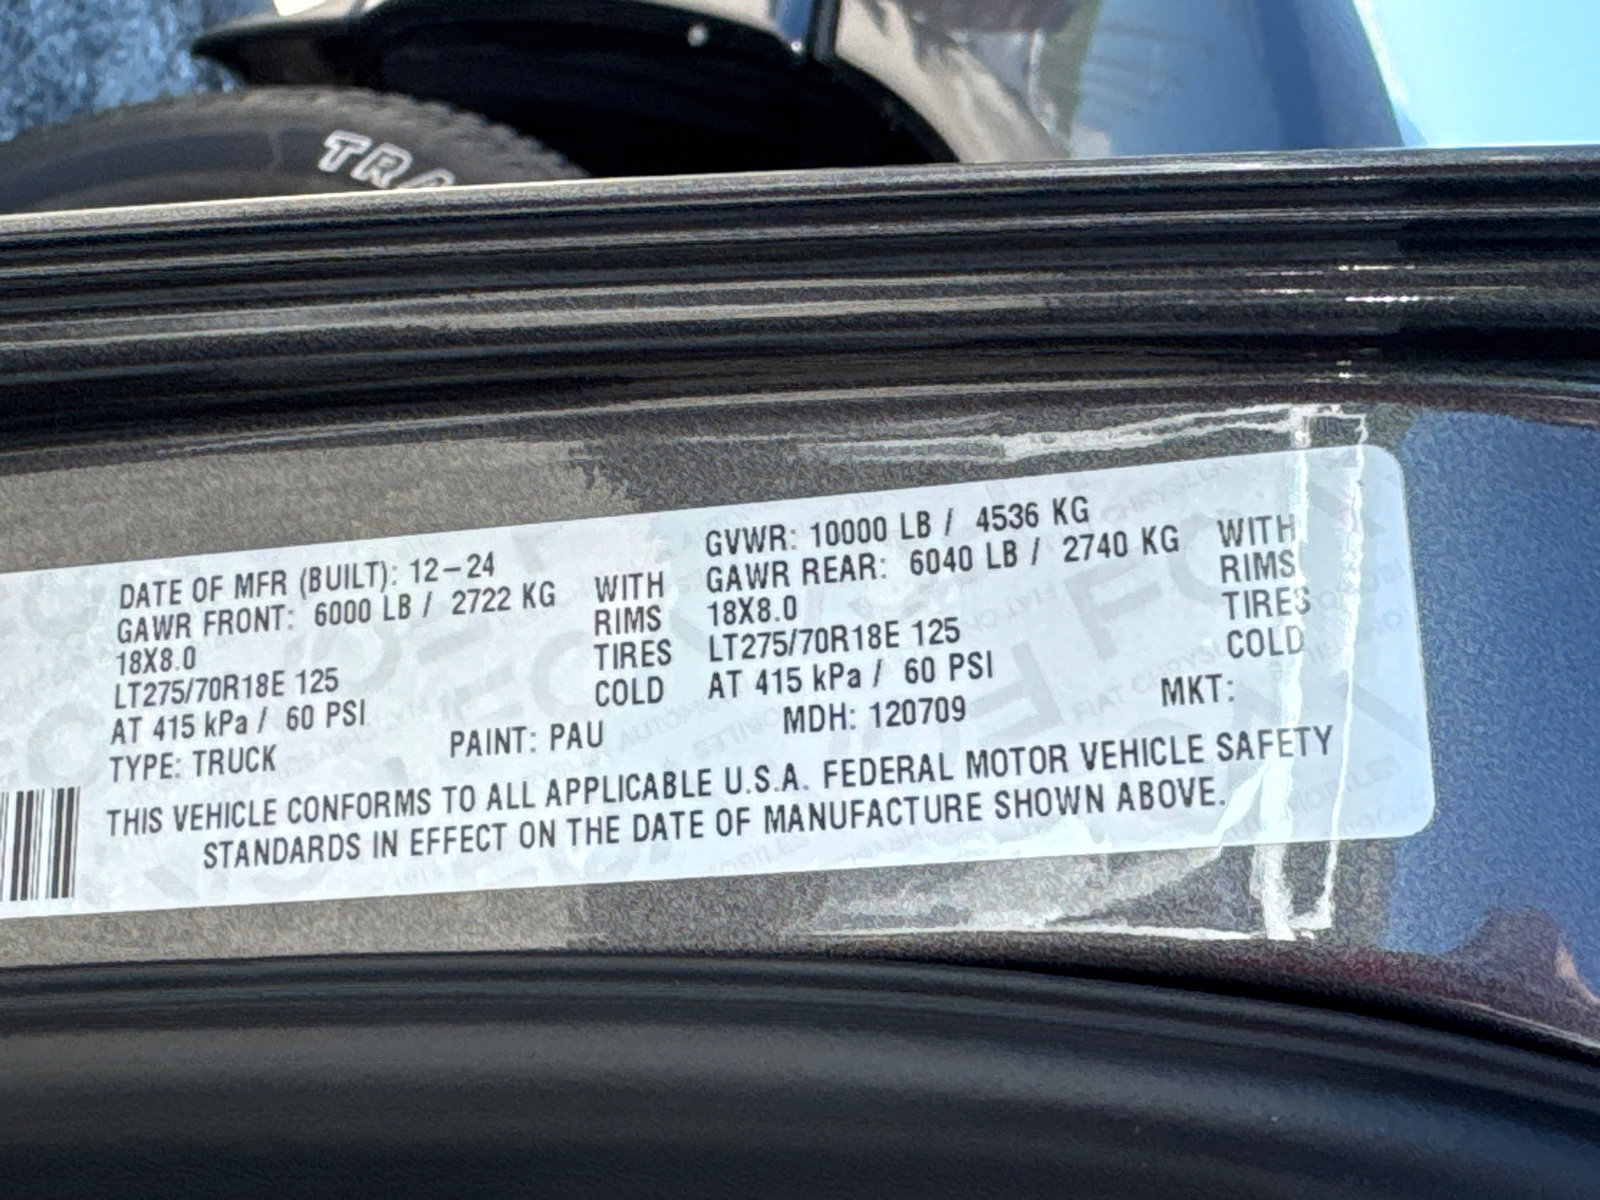 TRA
DATE OF MFR (BUILT): 12-24 GVWR: 10000 LB / 4536 KG
GAWR FRONT: 6000 LB / 2722 KG WITH GAWR REAR: 6040 LB / 2740 KG WITH
18X8.0 RIMS 18X8.0 RIMS
LT275/70R18E 125 TIRES LT275/70R18E 125 TIRES
AT 415 kPa / 60 PSI COLD AT 415 kPa / 60 PSI COLD
TYPE: TRUCK PAINT: PAU MDH: 120709 MKT:
THIS VEHICLE CONFORMS TO ALL APPLICABLE U.S.A. FEDERAL MOTOR VEHICLE SAFETY
STANDARDS IN EFFECT ON THE DATE OF MANUFACTURE SHOWN ABOVE.